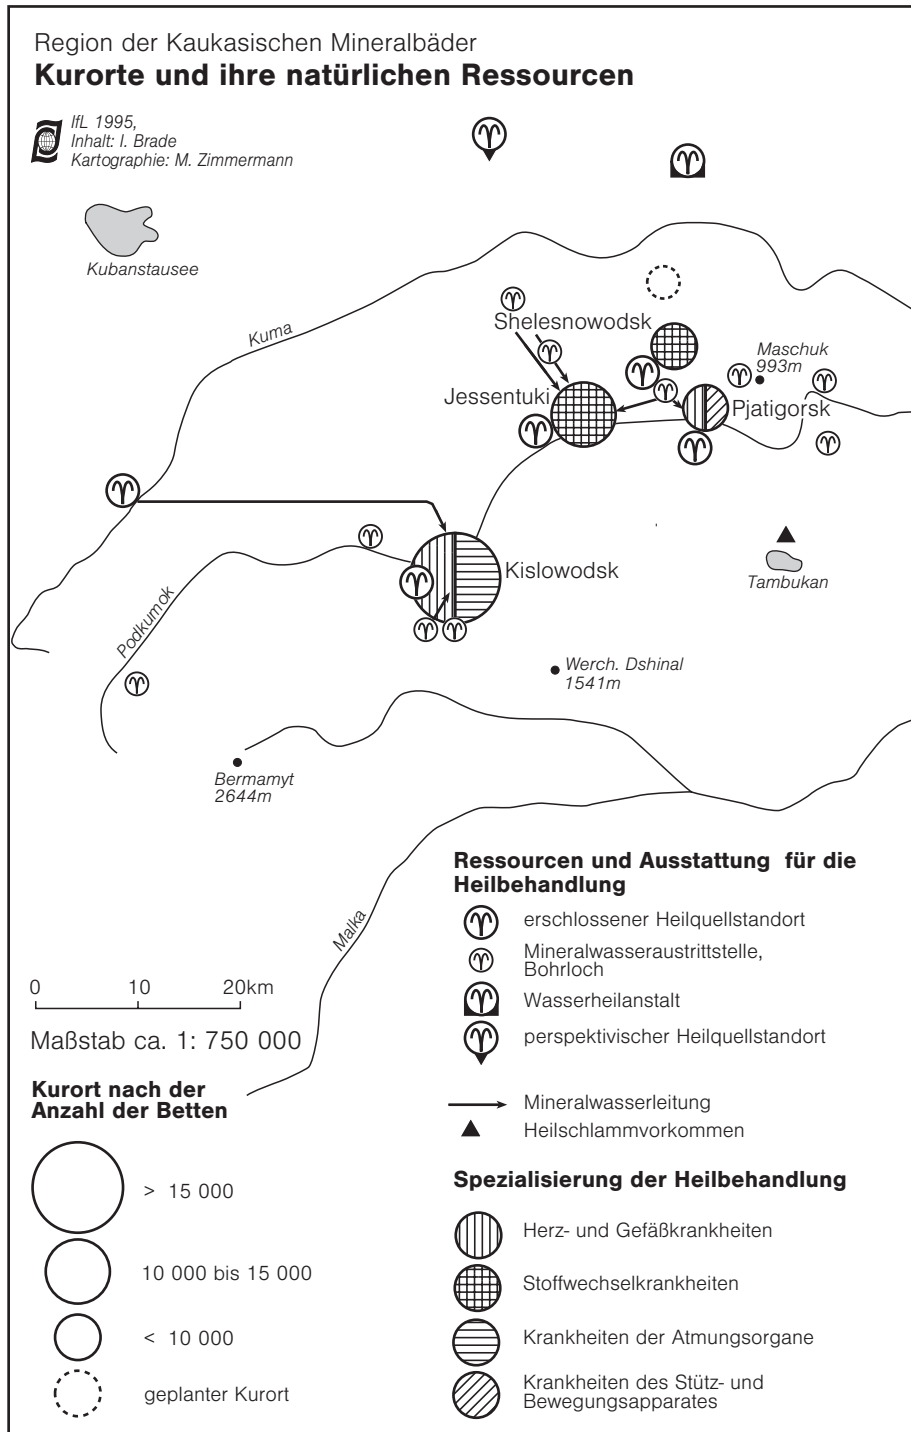 Region der Kaukasischen Mineralbäder
Kurorte und ihre natürlichen Ressourcen
IfL 1995,
Inhalt: I. Brade
Kartographie: M. Zimmermann
Kubanstausee
Kuma
Shelesnowodsk
Maschuk
993m
Jessentuki
Pjatigorsk
Kislowodsk
Tambukan
Podkumok
Werch. Dshinal
1541m
Bermamyt
2644m
Malka
0 10 20km
Maßstab ca. 1: 750 000
Kurort nach der
Anzahl der Betten
> 15 000
10 000 bis 15 000
< 10 000
geplanter Kurort
Ressourcen und Ausstattung für die
Heilbehandlung
erschlossener Heilquellstandort
Mineralwasseraustrittstelle,
Bohrloch
Wasserheilanstalt
perspektivischer Heilquellstandort
Mineralwasserleitung
Heilschlammvorkommen
Spezialisierung der Heilbehandlung
Herz- und Gefäßkrankheiten
Stoffwechselkrankheiten
Krankheiten der Atmungsorgane
Krankheiten des Stütz- und
Bewegungsapparates